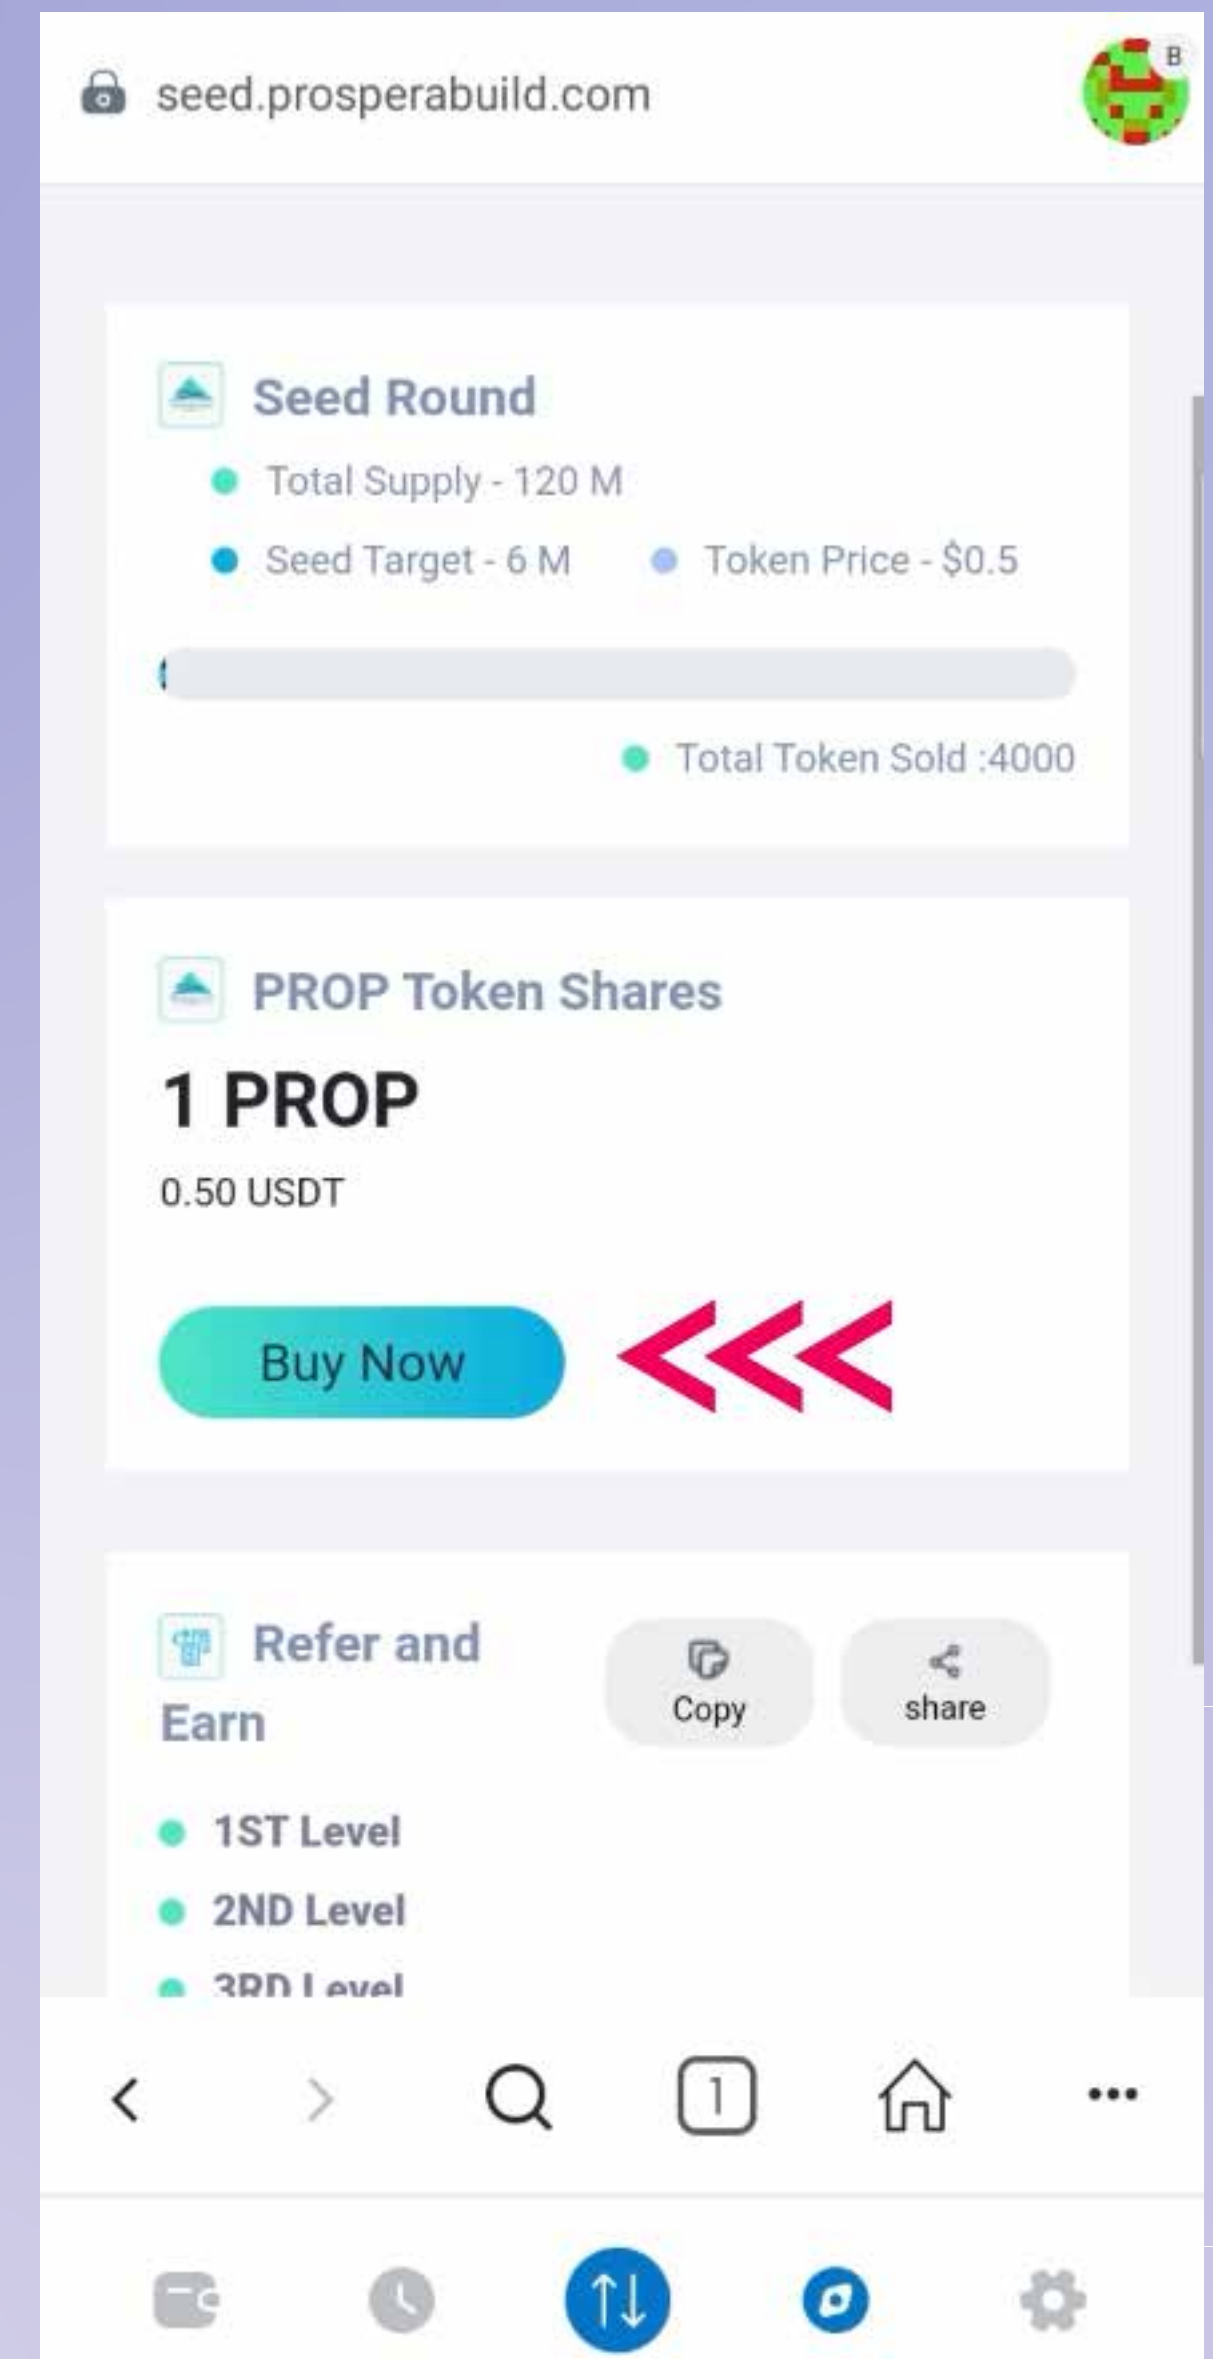 seed.prosperabuild.com
B
Seed Round
Total Supply - 120 M
Seed Target - 6 M
Token Price - $0.5
Total Token Sold :4000
PROP Token Shares
1 PROP
0.50 USDT
Buy Now
Refer and
Earn
Copy
share
1ST Level
2ND Level
3RD Level
1